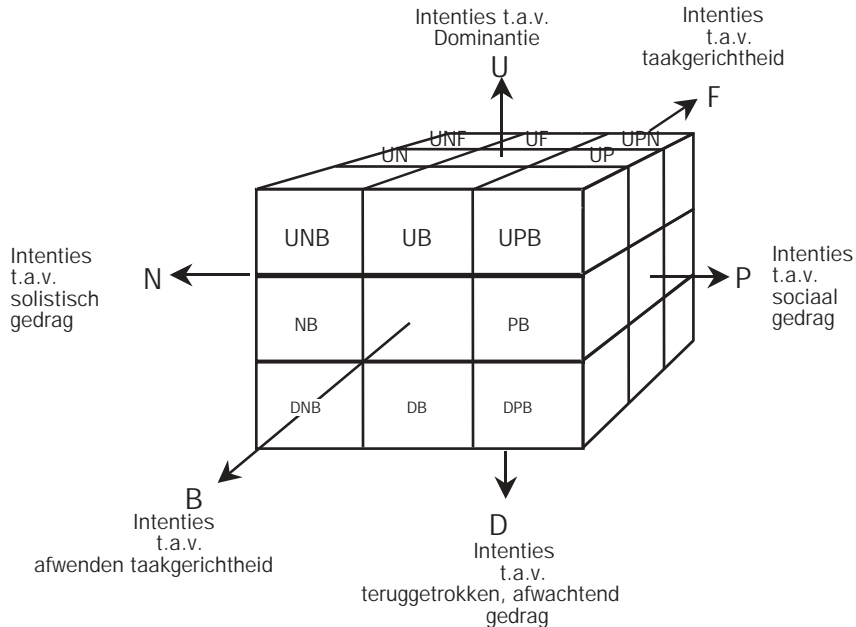 Intenties t.a.v.
Dominantie
U
Intenties
t.a.v.
taakgerichtheid
F
UNF UF UPN
UN UP
UNB UB UPB
Intenties
t.a.v.
solistisch
gedrag
N
P
Intenties
t.a.v.
sociaal
gedrag
NB PB
DNB DB DPB
B
Intenties
t.a.v.
afwenden taakgerichtheid
D
Intenties
t.a.v.
teruggetrokken, afwachtend
gedrag